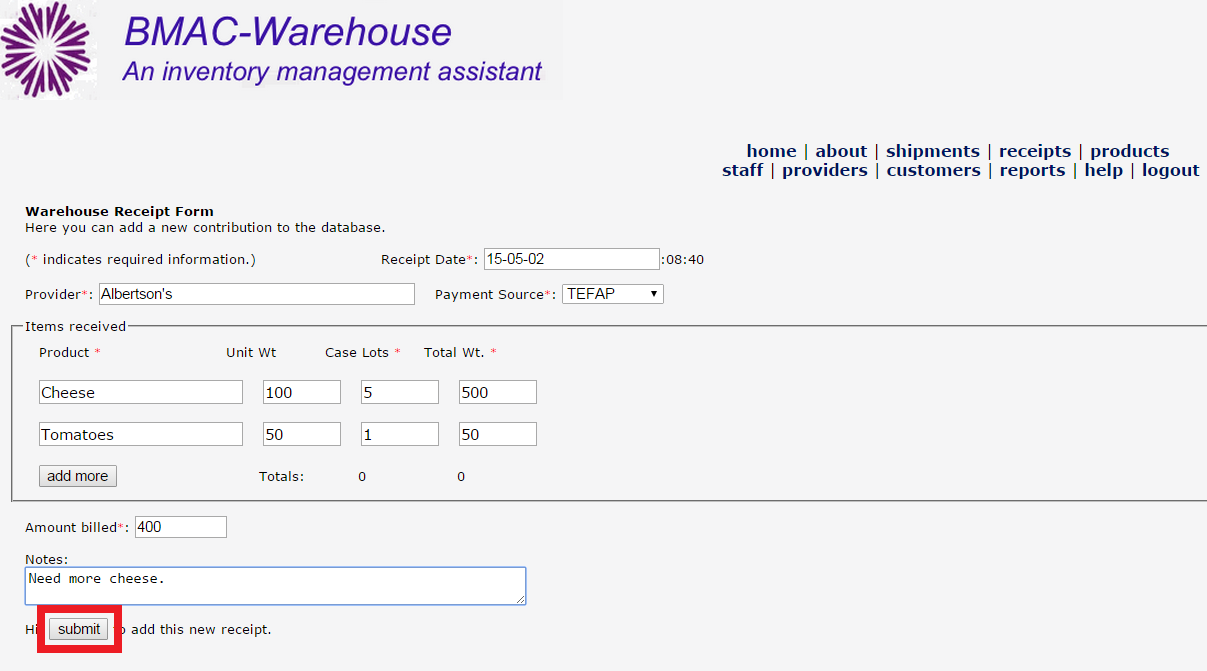 BMAC-Warehouse
An inventory management assistant
home | about | shipments | receipts | products
staff | providers | customers | reports | help | logout
Warehouse Receipt Form
Here you can add a new contribution to the database.
(* indicates required information.) Receipt Date*: 15-05-02 :08:40
Provider*: Albertson's Payment Source*: TEFAP
Items received
Product * Unit Wt Case Lots * Total Wt. *
Cheese 100 5 500
Tomatoes 50 1 50
add more Totals: 0 0
Amount billed*: 400
Notes:
Need more cheese.
submit add this new receipt.